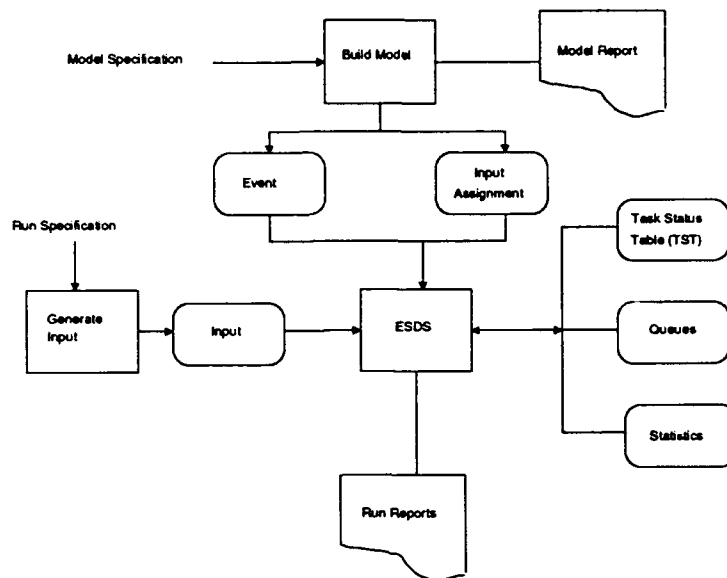 Model Specification
Build Model
Model Report
Event
Input
Assignment
Task Status
Table (TST)
Run Specification
Generate
Input
Input
ESDS
Queues
Statistics
Run Reports